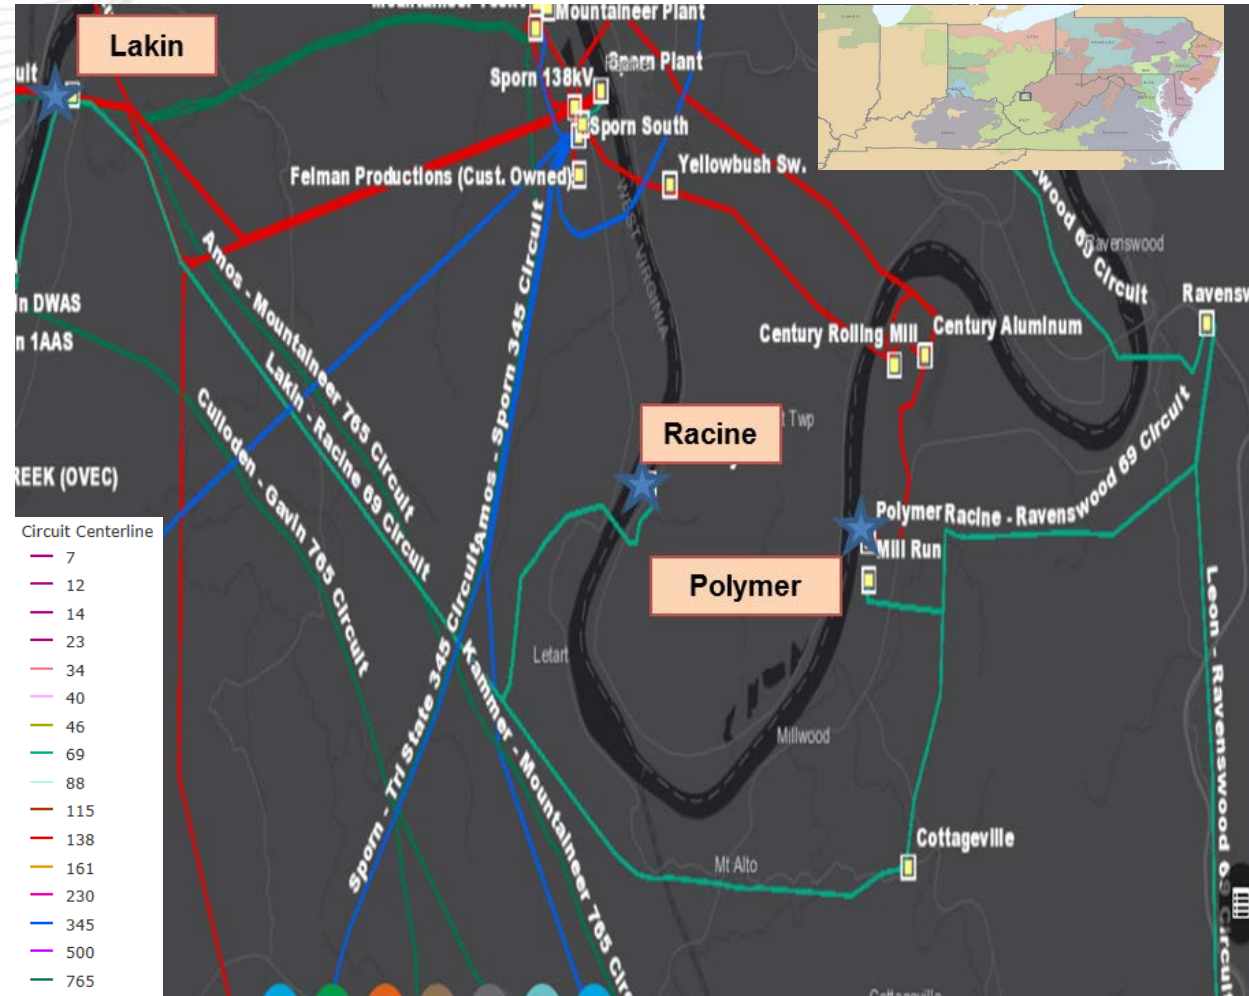 Mountaineer Plant
Lakin
Sporn Plant
Sporn 138kV
Sporn South
Yellowbush Sw.
Felman Productions (Cust. Owned)
WEST VIRGINIA
Ravenswood
69 Circuit
Amos - Mountaineer 765 Circuit
Amos - Sporn 345 Circuit
Century Rolling Mill
Century Aluminum
Lakin - Racine 69 Circuit
Culloden - Gavin 765 Circuit
Racine
Twp
Polymer
Racine - Ravenswood 69 Circuit
Mill Run
Polymer
REEK (OVEC)
DWAS
1AAS
Circuit Centerline
7
12
14
23
34
40
46
69
88
115
138
161
230
345
500
765
Letart
Millwood
Sporn - Tri State 345 Circuit
Kammer - Mountaineer 765 Circ
Leon - Ravenswood 69 Circuit
Cottageville
Mt Alto